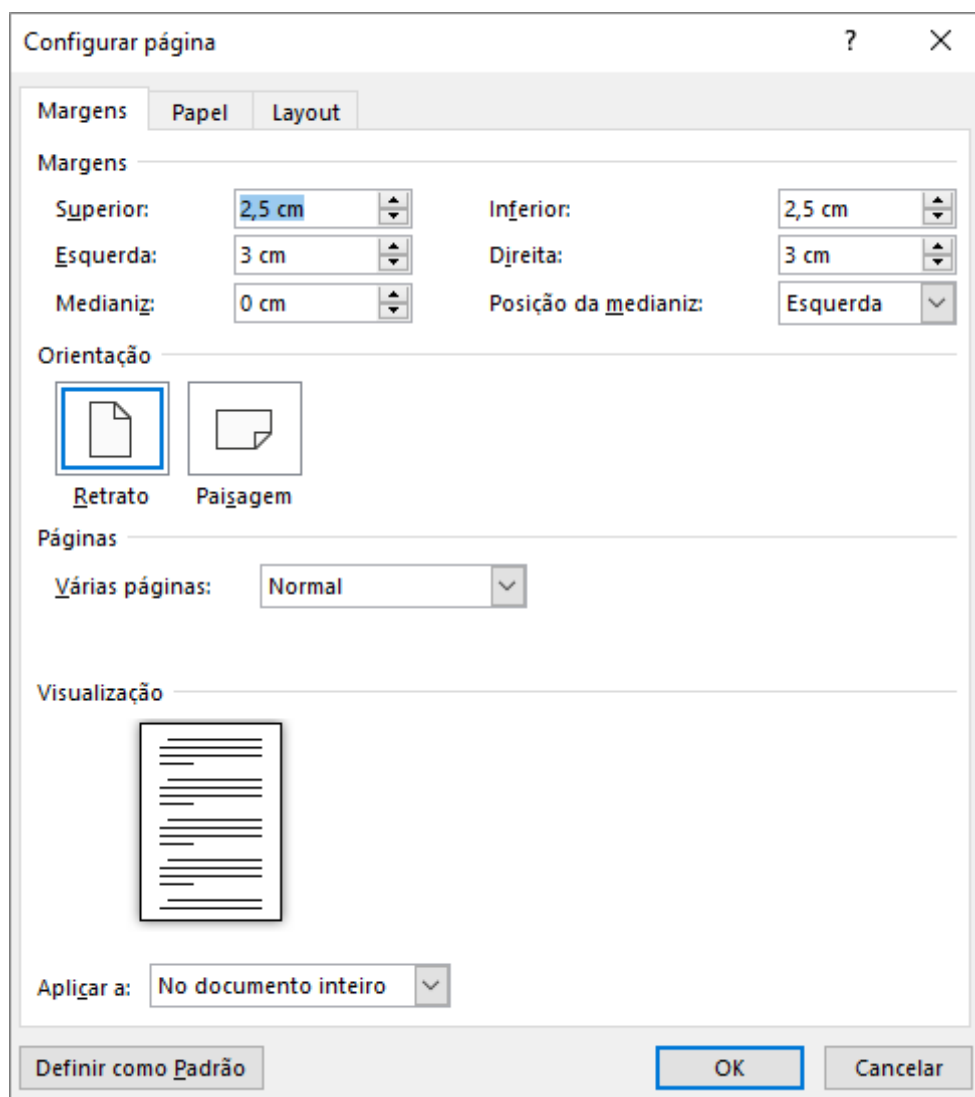 Configurar página ?
Margens Papel Layout
Margens
Superior: 2,5 cm Inferior: 2,5 cm
Esquerda: 3 cm Direita: 3 cm
Medianiz: 0 cm Posição da medianiz: Esquerda
Orientação
Retrato Paisagem
Páginas
Várias páginas: Normal
Visualização
Aplicar a: No documento inteiro
Definir como Padrão OK Cancelar